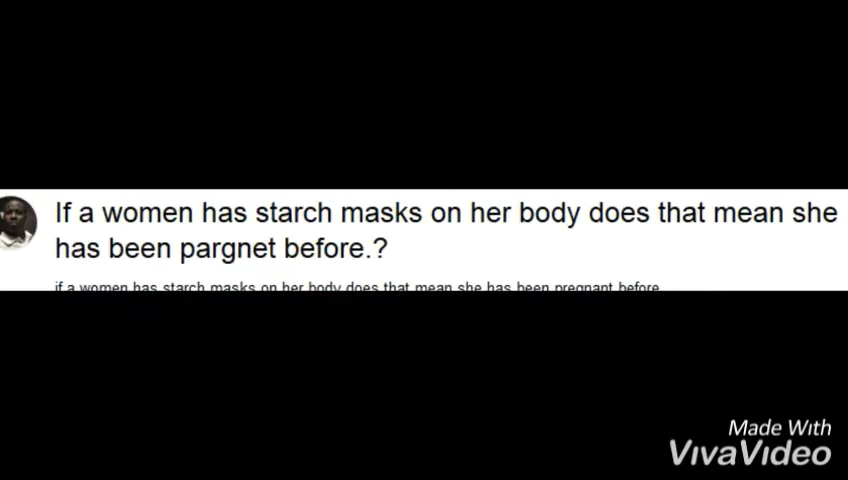 If a women has starch masks on her body does that mean she
has been pargnet before.?
if a women has starch masks on her body does that mean she has been pregnant before
Made With
VivaVideo